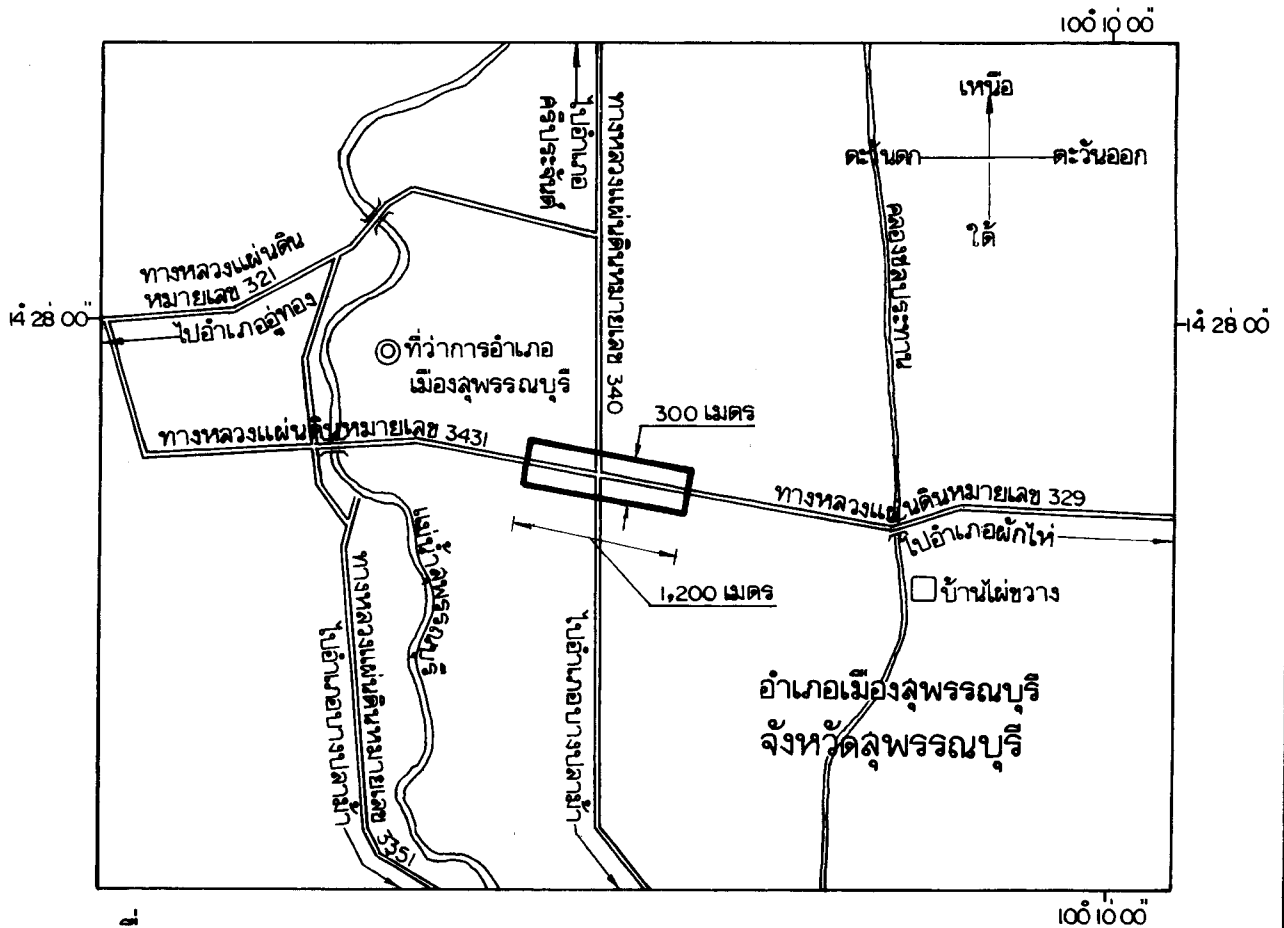 100° 10' 00"
เหนือ
ตะวันตก
ตะวันออก
ใต้
ไปอำเภอ
ศรีประจันต์
ทางหลวงแผ่นดินหมายเลข 340
คลองชลประทาน
ทางหลวงแผ่นดิน
หมายเลข 321
ไปอำเภออู่ทอง
14° 28' 00"
14° 28' 00"
ที่ว่าการอำเภอ
เมืองสุพรรณบุรี
300 เมตร
ทางหลวงแผ่นดินหมายเลข 3431
ทางหลวงแผ่นดินหมายเลข 329
ไปอำเภอผักไห่
1,200 เมตร
บ้านไผ่ขวาง
แม่น้ำสุพรรณบุรี
ทางหลวงแผ่นดินหมายเลข 3351
ไปอำเภอบางปลาม้า
ไปอำเภอบางปลาม้า
อำเภอเมืองสุพรรณบุรี
จังหวัดสุพรรณบุรี
100° 10' 00"